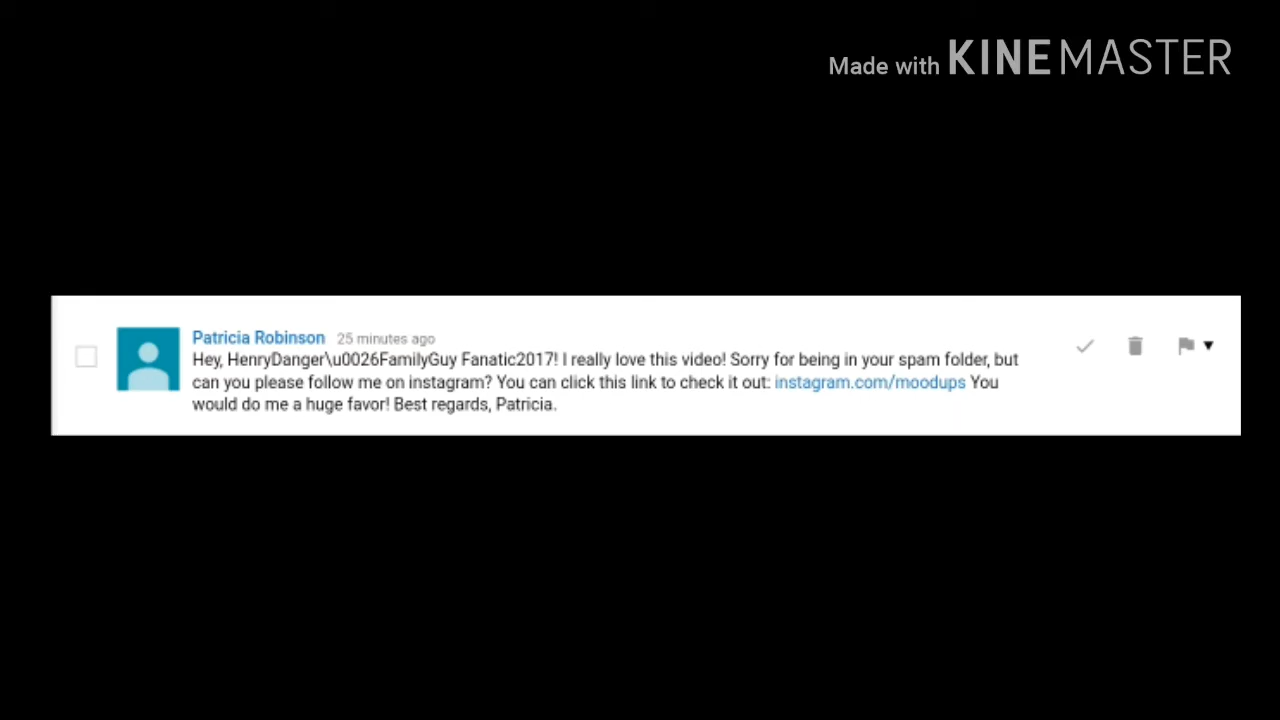 Made with KINEMASTER
Patricia Robinson 25 minutes ago
Hey, HenryDanger\u0026FamilyGuy Fanatic2017! I really love this video! Sorry for being in your spam folder, but
can you please follow me on instagram? You can click this link to check it out: instagram.com/moodups You
would do me a huge favor! Best regards, Patricia.